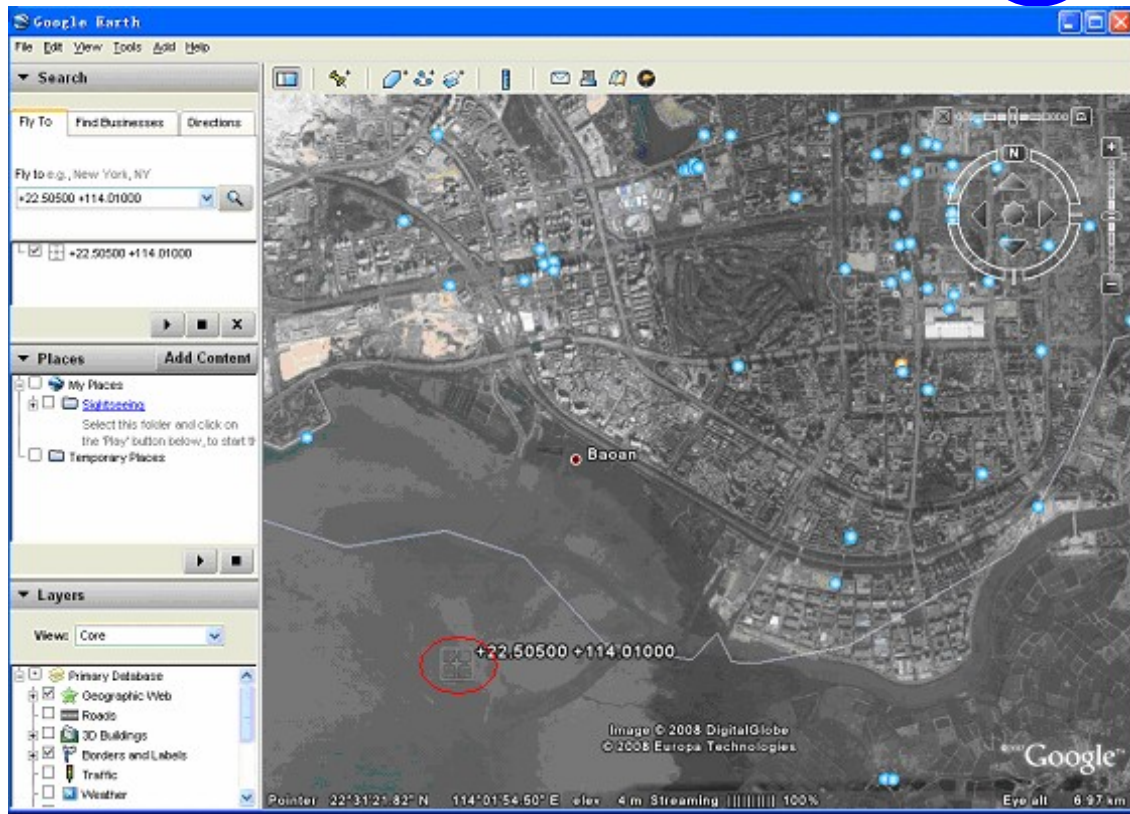 Google Earth
File Edit View Tools Add Help
Search
Fly To Find Businesses Directions
Fly to e.g., New York, NY
+22.50500 +114.01000
+22.50500 +114.01000
Places Add Content
My Places
Sightseeing
Select this folder and click on
the 'Play' button below, to start th
Temporary Places
Layers
View: Core
Primary Database
Geographic Web
Roads
3D Buildings
Borders and Labels
Traffic
Weather
N
Baoan
+22.50500 +114.01000
Image © 2008 DigitalGlobe
© 2008 Europa Technologies
Google
Pointer 22°31'21.82" N 114°01'54.50" E elev 4 m Streaming |||||||||| 100% Eye alt 6.97 km